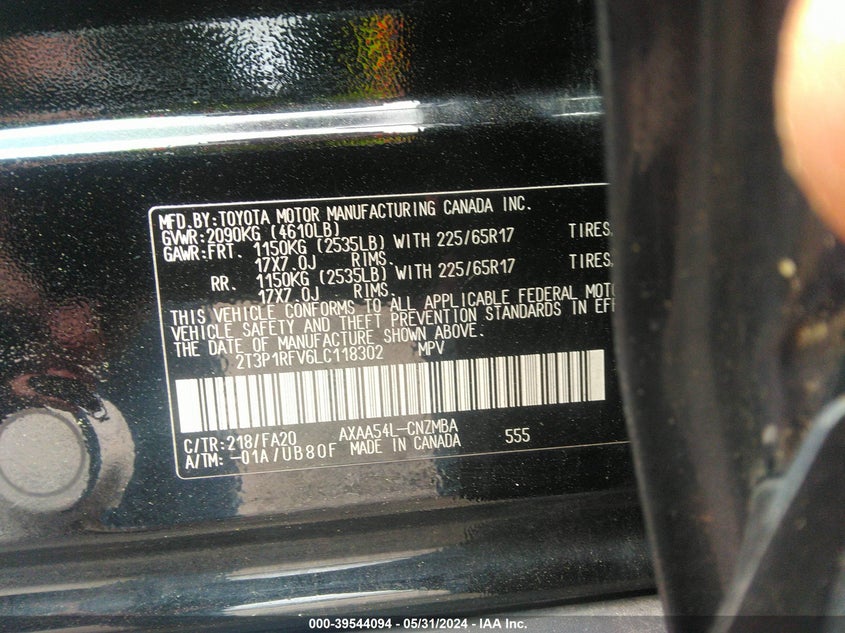 MFD.BY:TOYOTA MOTOR MANUFACTURING CANADA INC.
GVWR:2090KG (4610LB)
GAWR:FRT. 1150KG (2535LB) WITH 225/65R17 TIRES,
17X7.0J RIMS.
RR. 1150KG (2535LB) WITH 225/65R17 TIRES,
17X7.0J RIMS.
THIS VEHICLE CONFORMS TO ALL APPLICABLE FEDERAL MOTO
VEHICLE SAFETY AND THEFT PREVENTION STANDARDS IN EFF
THE DATE OF MANUFACTURE SHOWN ABOVE.
2T3P1RFV6LC118302 MPV
C/TR:218/FA20 AXAA54L-CNZMBA
A/TM: -01A/UB80F MADE IN CANADA 555
000-39544094 - 05/31/2024 - IAA Inc.